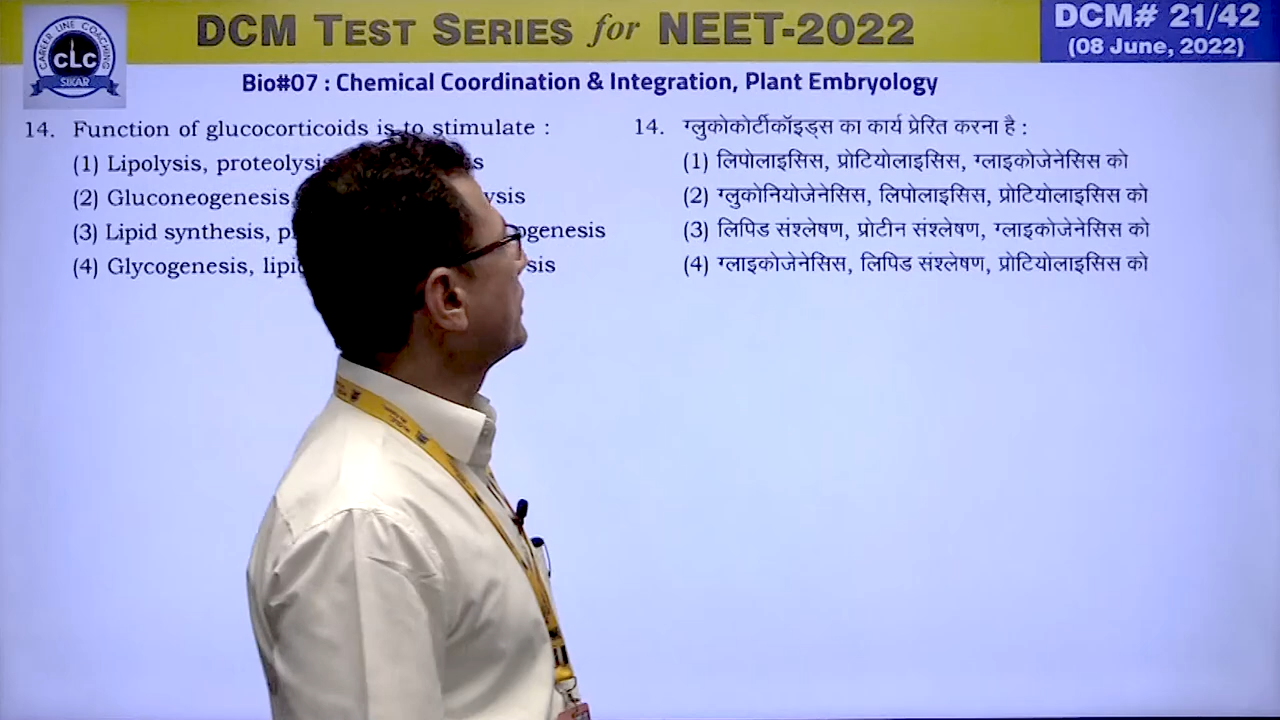 DCM TEST SERIES for NEET-2022
DCM# 21/42
(08 June, 2022)
CAREER LINE COACHING
CLC
SIKAR
Bio#07 : Chemical Coordination & Integration, Plant Embryology
14. Function of glucocorticoids is to stimulate :
(1) Lipolysis, proteolysis
(2) Gluconeogenesis,
(3) Lipid synthesis,
(4) Glycogenesis,
14. ग्लुकोकोर्टीकॉइड्स का कार्य प्रेरित करना है :
(1) लिपोलाइसिस, प्रोटियोलाइसिस, ग्लाइकोजेनेसिस को
(2) ग्लुकोनियोजेनेसिस, लिपोलाइसिस, प्रोटियोलाइसिस को
(3) लिपिड संश्लेषण, प्रोटीन संश्लेषण, ग्लाइकोजेनेसिस को
(4) ग्लाइकोजेनेसिस, लिपिड संश्लेषण, प्रोटियोलाइसिस को